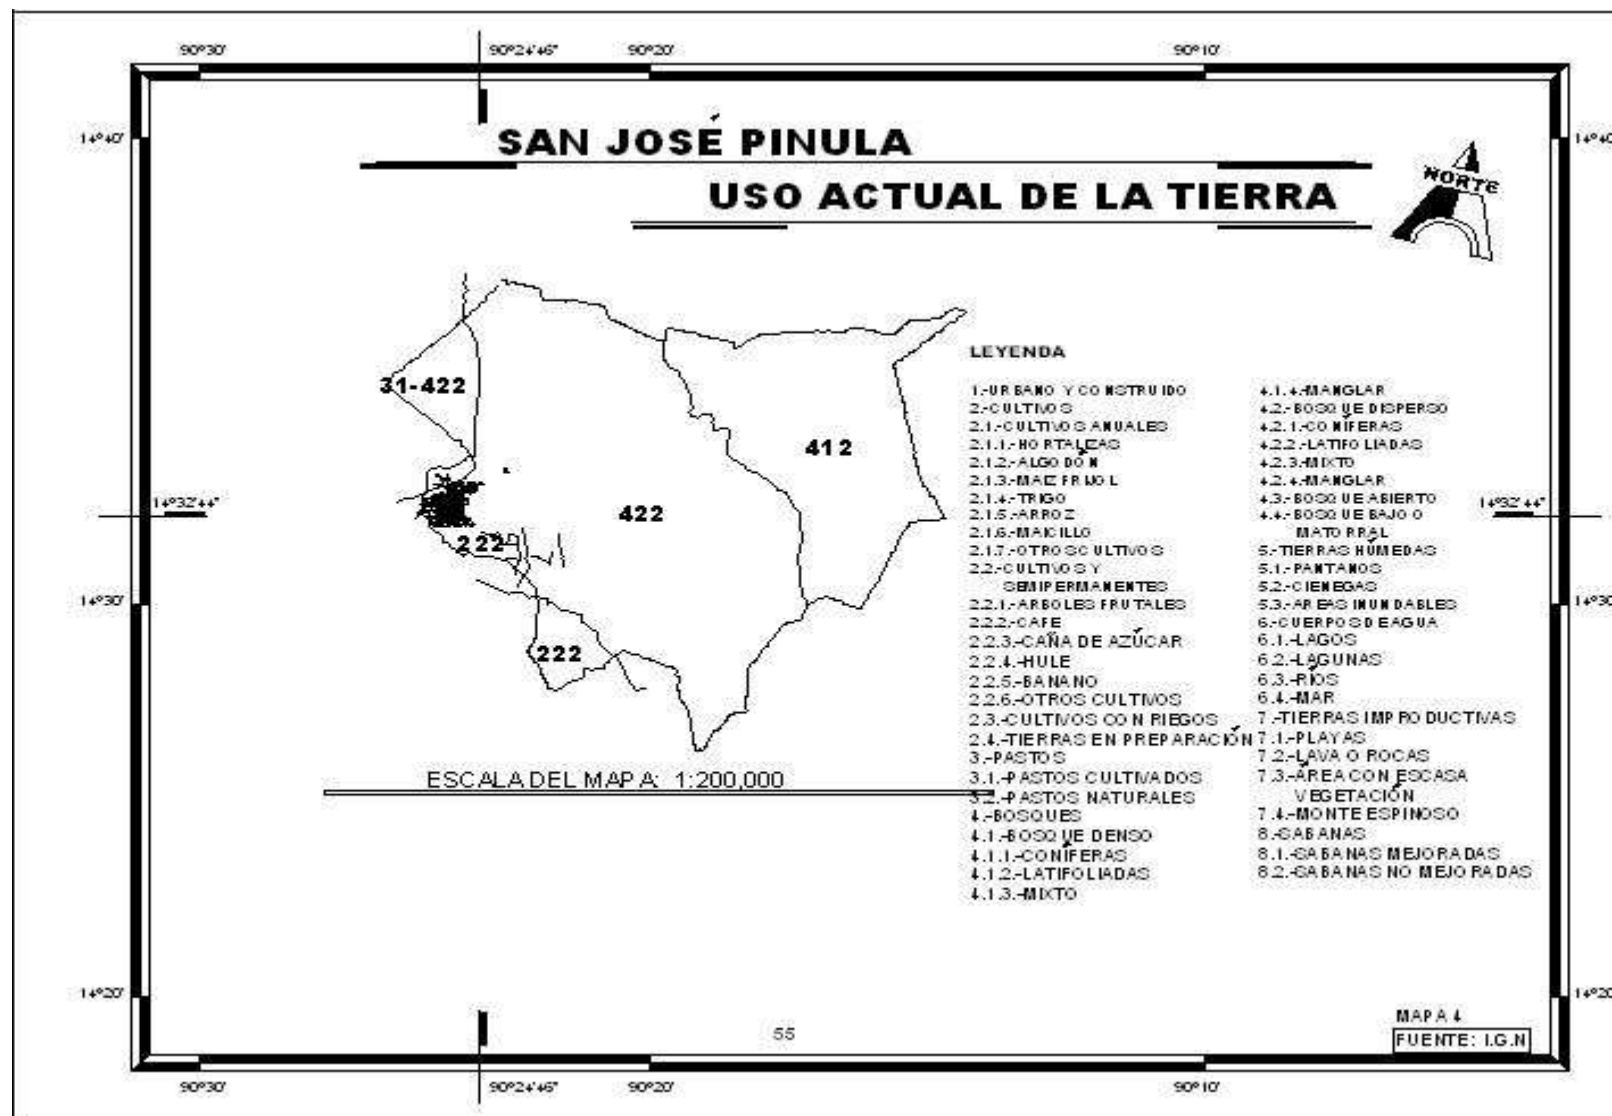 90°30' 90°24'46" 90°20' 90°10'
14°40' 14°40'
SAN JOSÉ PINULA
USO ACTUAL DE LA TIERRA
NORTE
31-422
412
422
222
222
14°32'44" 14°32'44"
14°30' 14°30'
ESCALA DEL MAPA: 1:200,000
LEYENDA
1.-URBANO Y CONSTRUIDO
2.-CULTIVOS
2.1.-CULTIVOS ANUALES
2.1.1.-HORTALIZAS
2.1.2.-ALGODÓN
2.1.3.-MAIZ FRIJOL
2.1.4.-TRIGO
2.1.5.-ARROZ
2.1.6.-MAICILLO
2.1.7.-OTROS CULTIVOS
2.2.-CULTIVOS Y
SEMIPERMANENTES
2.2.1.-ARBOLES FRUTALES
2.2.2.-CAFE
2.2.3.-CAÑA DE AZÚCAR
2.2.4.-HULE
2.2.5.-BANANO
2.2.6.-OTROS CULTIVOS
2.3.-CULTIVOS CON RIEGOS
2.4.-TIERRAS EN PREPARACIÓN
3.-PASTOS
3.1.-PASTOS CULTIVADOS
3.2.-PASTOS NATURALES
4.-BOSQUES
4.1.-BOSQUE DENSO
4.1.1.-CONÍFERAS
4.1.2.-LATIFOLIADAS
4.1.3.-MIXTO
4.1.4.-MANGLAR
4.2.-BOSQUE DISPERSO
4.2.1.-CONÍFERAS
4.2.2.-LATIFOLIADAS
4.2.3.-MIXTO
4.2.4.-MANGLAR
4.3.-BOSQUE ABIERTO
4.4.-BOSQUE BAJO O
MATORRAL
5.-TIERRAS HÚMEDAS
5.1.-PANTANOS
5.2.-CIENEGAS
5.3.-AREAS INUNDABLES
6.-CUERPOS DE AGUA
6.1.-LAGOS
6.2.-LAGUNAS
6.3.-RÍOS
6.4.-MAR
7.-TIERRAS IMPRODUCTIVAS
7.1.-PLAYAS
7.2.-LAVA O ROCAS
7.3.-ÁREA CON ESCASA
VEGETACIÓN
7.4.-MONTE ESPINOSO
8.-SABANAS
8.1.-SABANAS MEJORADAS
8.2.-SABANAS NO MEJORADAS
14°20' 14°20'
55
MAPA 4
FUENTE: I.G.N
90°30' 90°24'46" 90°20' 90°10'